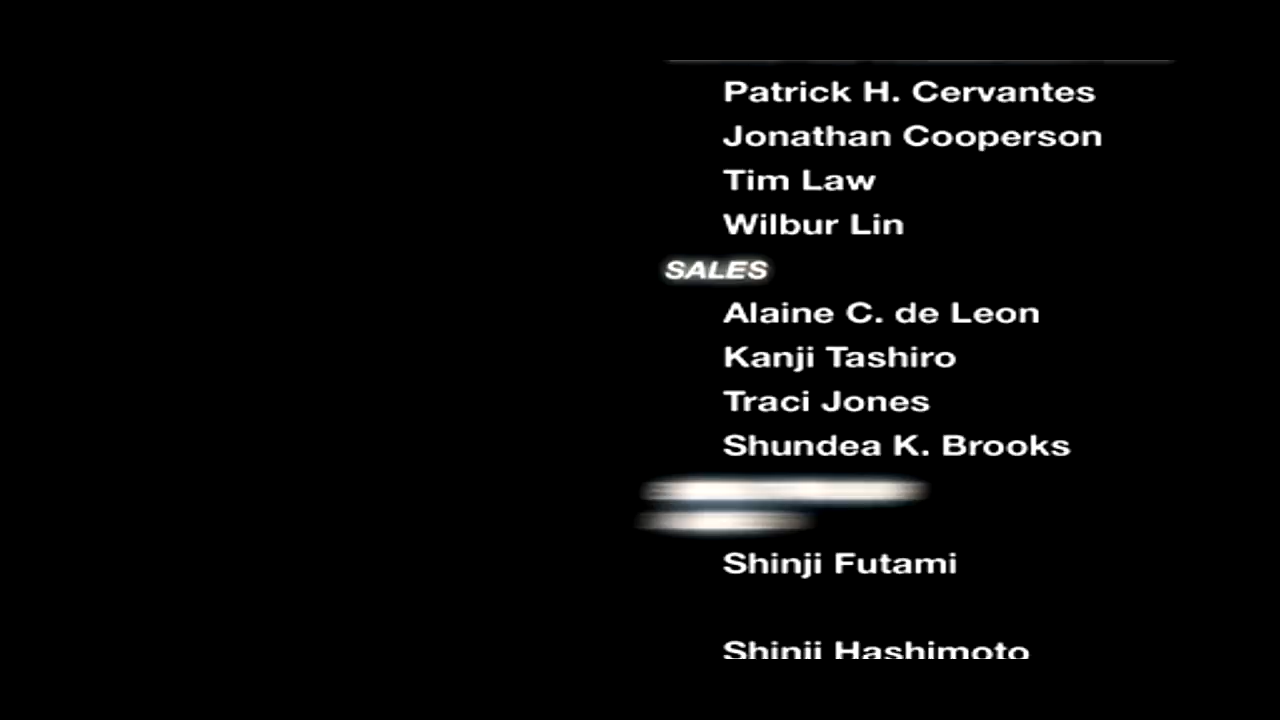 Patrick H. Cervantes
Jonathan Cooperson
Tim Law
Wilbur Lin
SALES
Alaine C. de Leon
Kanji Tashiro
Traci Jones
Shundea K. Brooks
Shinji Futami
Shinji Hashimoto